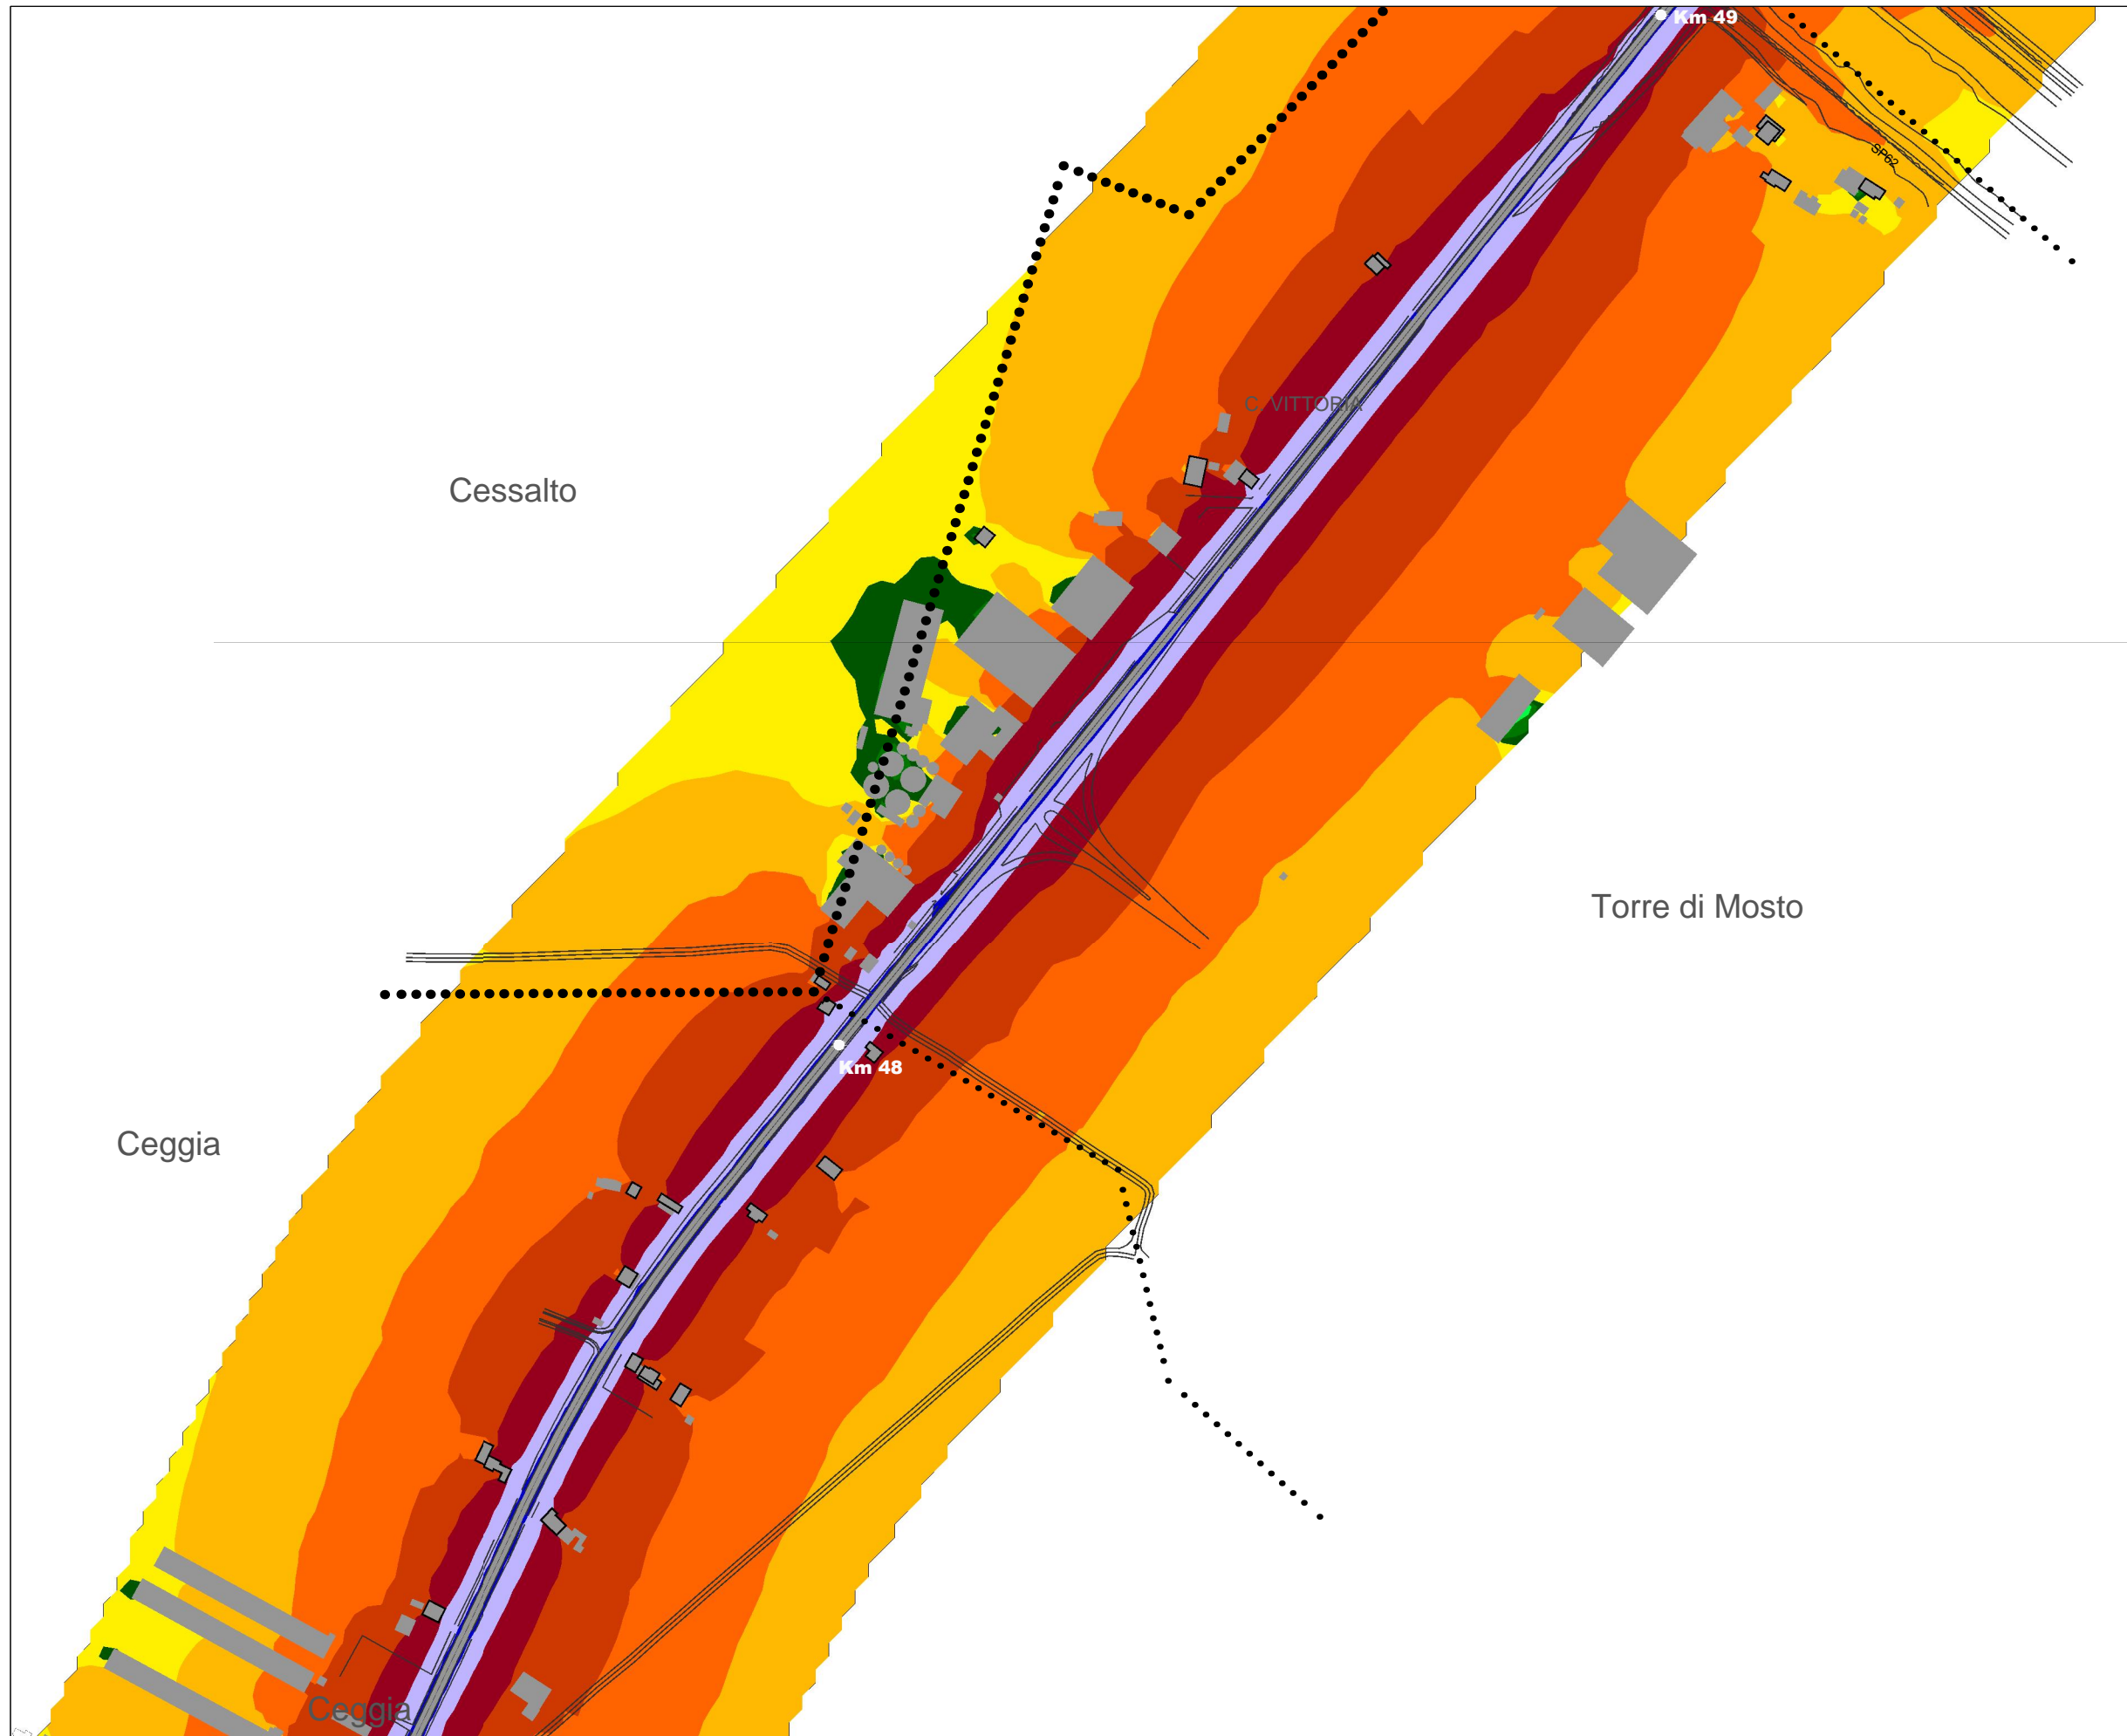 Km 49
SP62
C. VITTORIA
Cessalto
Torre di Mosto
Km 48
Ceggia
Ceggia